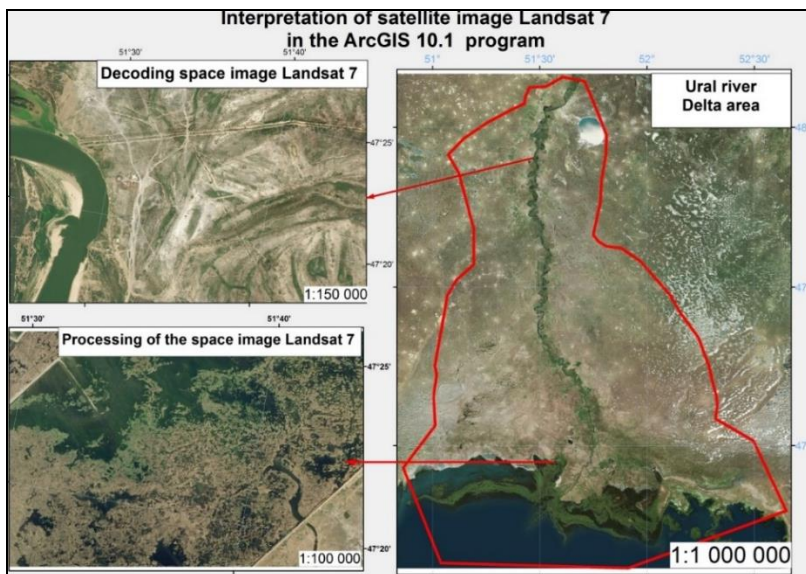 Interpretation of satellite image Landsat 7
in the ArcGIS 10.1 program
51°30'
51°40'
Decoding space image Landsat 7
47°25'
47°20'
1:150 000
51°30'
51°40'
Processing of the space image Landsat 7
47°25'
47°20'
1:100 000
51°
51°30'
52°
52°30'
Ural river
Delta area
48
47
47
1:1 000 000